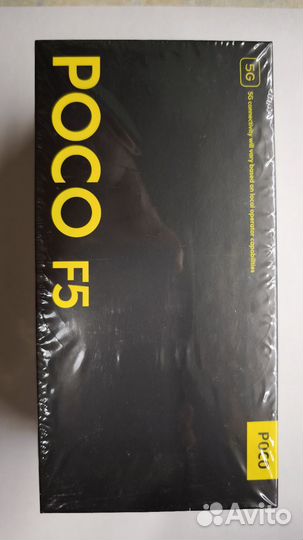 POCO F5
5G
5G connectivity will vary based on local operator capabilities
POCO
Avito